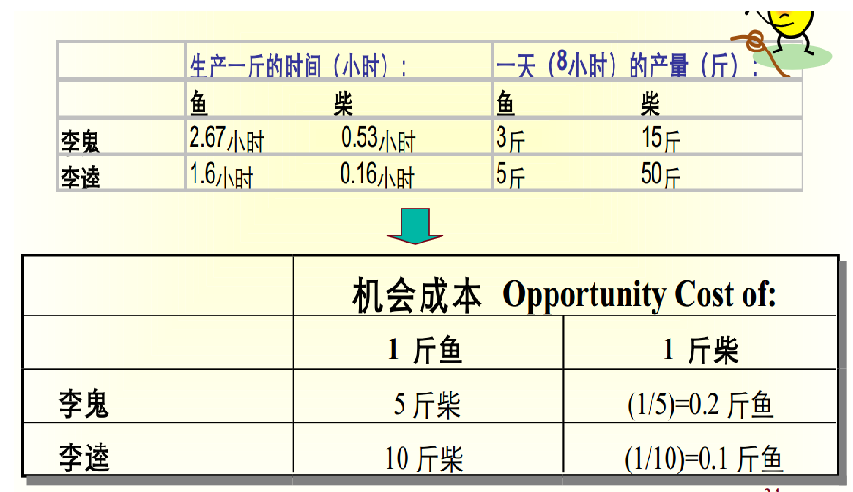 生产一斤的时间（小时）： 一天（8小时）的产量（斤）：
鱼 柴 鱼 柴
李鬼 2.67小时 0.53小时 3斤 15斤
李逵 1.6小时 0.16小时 5斤 50斤
机会成本 Opportunity Cost of:
1 斤鱼 1 斤柴
李鬼 5 斤柴 (1/5)=0.2 斤鱼
李逵 10 斤柴 (1/10)=0.1 斤鱼